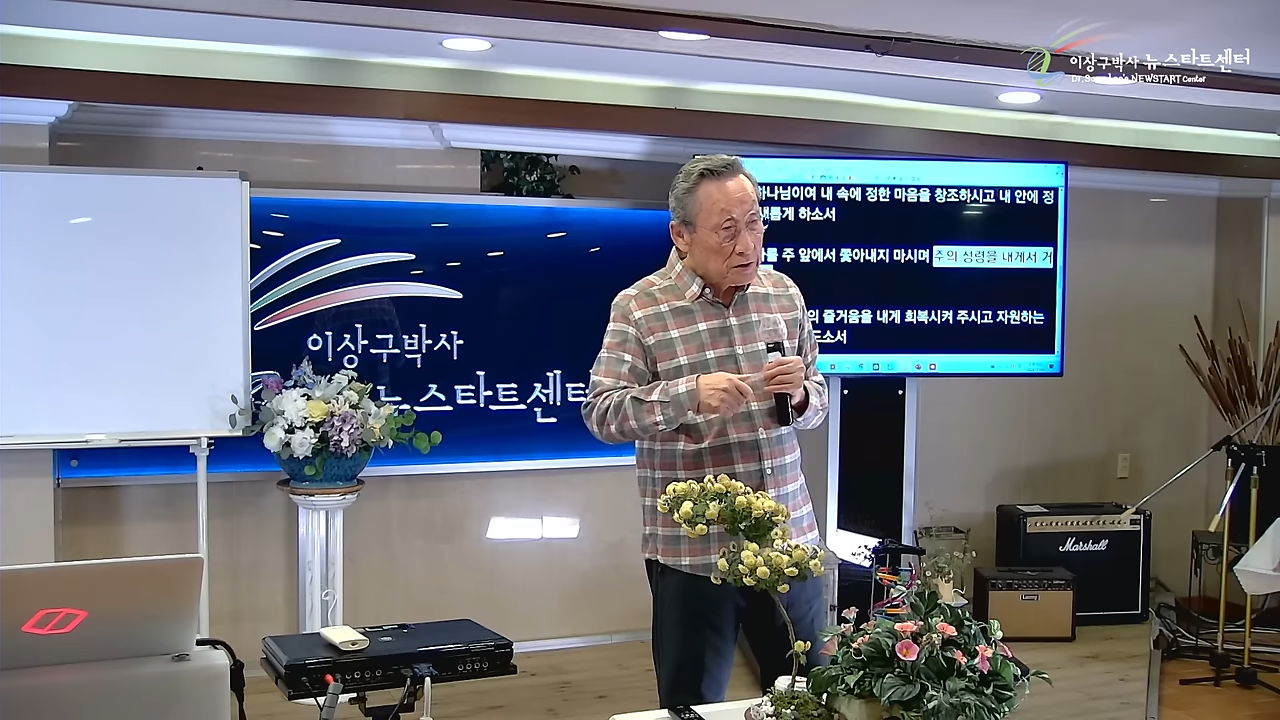 이상구박사 뉴스타트센터
Dr. Sang Lee's NEWSTART Center
하나님이여 내 속에 정한 마음을 창조하시고 내 안에 정
새롭게 하소서
나를 주 앞에서 쫓아내지 마시며 주의 성령을 내게서 거
의 즐거움을 내게 회복시켜 주시고 자원하는
드소서
이상구박사
뉴스타트센터
Marshall
Laney